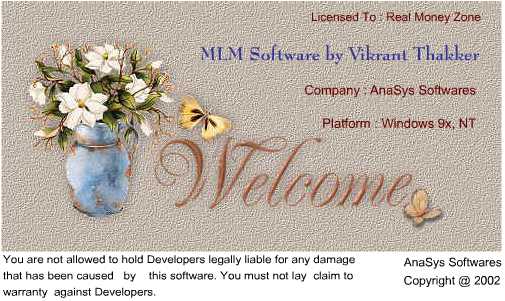 Licensed To : Real Money Zone
MLM Software by Vikrant Thakker
Company : AnaSys Softwares
Platform : Windows 9x, NT
Welcome
You are not allowed to hold Developers legally liable for any damage
that has been caused by this software. You must not lay claim to
warranty against Developers.
AnaSys Softwares
Copyright @ 2002